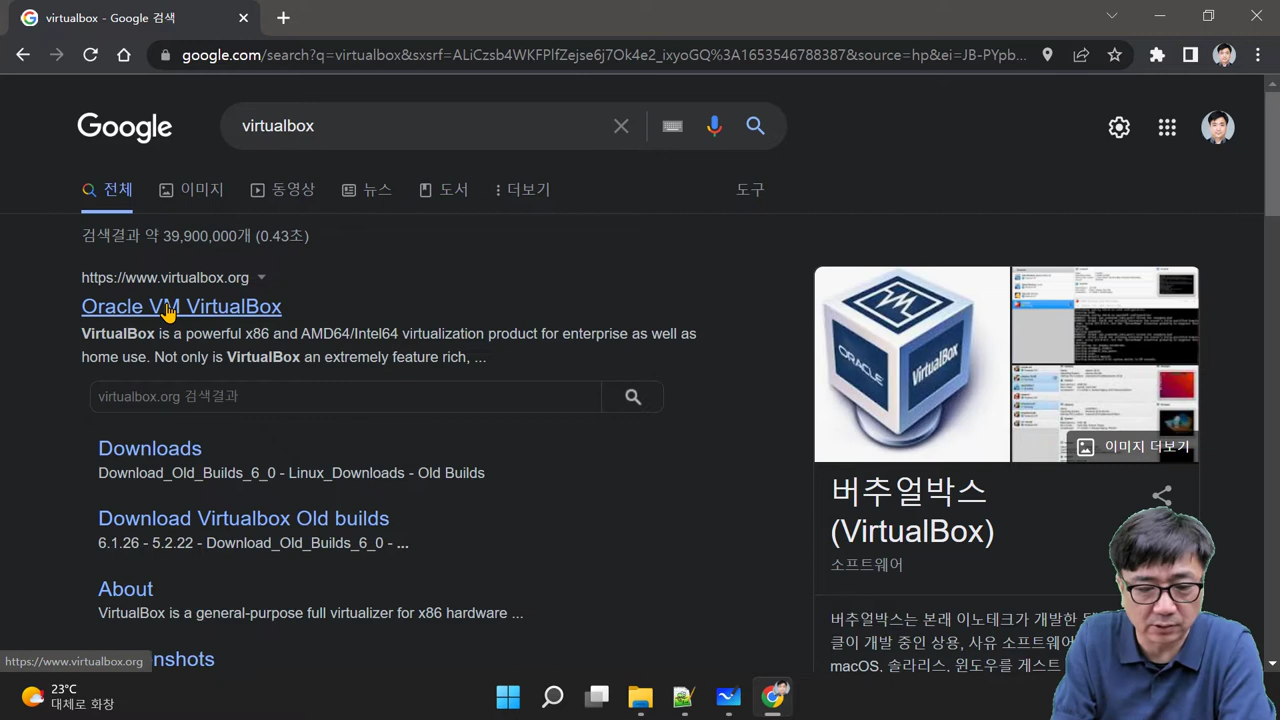 virtualbox - Google 검색
google.com/search?q=virtualbox&sxsrf=ALiCzsb4WKFPlfZejse6j7Ok4e2_ixyoGQ%3A1653546788387&source=hp&ei=JB-PYpb...
Google
virtualbox
전체
이미지
동영상
뉴스
도서
더보기
도구
검색결과 약 39,900,000개 (0.43초)
https://www.virtualbox.org
Oracle VM VirtualBox
VirtualBox is a powerful x86 and AMD64/Intel64 virtualization product for enterprise as well as
home use. Not only is VirtualBox an extremely feature rich, ...
virtualbox.org 검색결과
Downloads
Download_Old_Builds_6_0 - Linux_Downloads - Old Builds
Download Virtualbox Old builds
6.1.26 - 5.2.22 - Download_Old_Builds_6_0 - ...
About
VirtualBox is a general-purpose full virtualizer for x86 hardware ...
enshots
https://www.virtualbox.org
ORACLE
VirtualBox
이미지 더보기
버추얼박스
(VirtualBox)
소프트웨어
버추얼박스는 본래 이노테크가 개발한
클이 개발 중인 상용, 사유 소프트웨어
macOS, 솔라리스, 윈도우를 게스트
23°C
대체로 화창